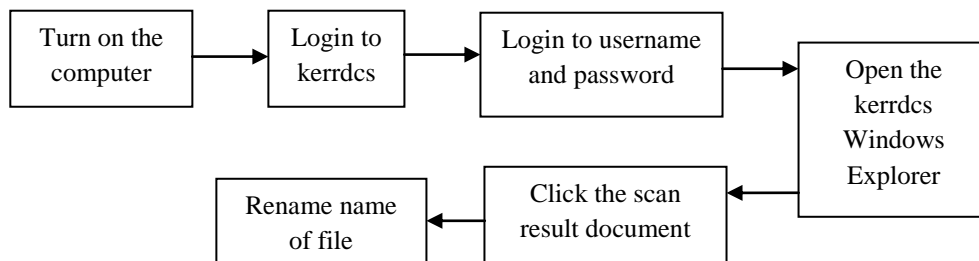 Turn on the
computer
Login to
kerrdcs
Login to username
and password
Open the
kerrdcs
Windows
Explorer
Click the scan
result document
Rename name
of file